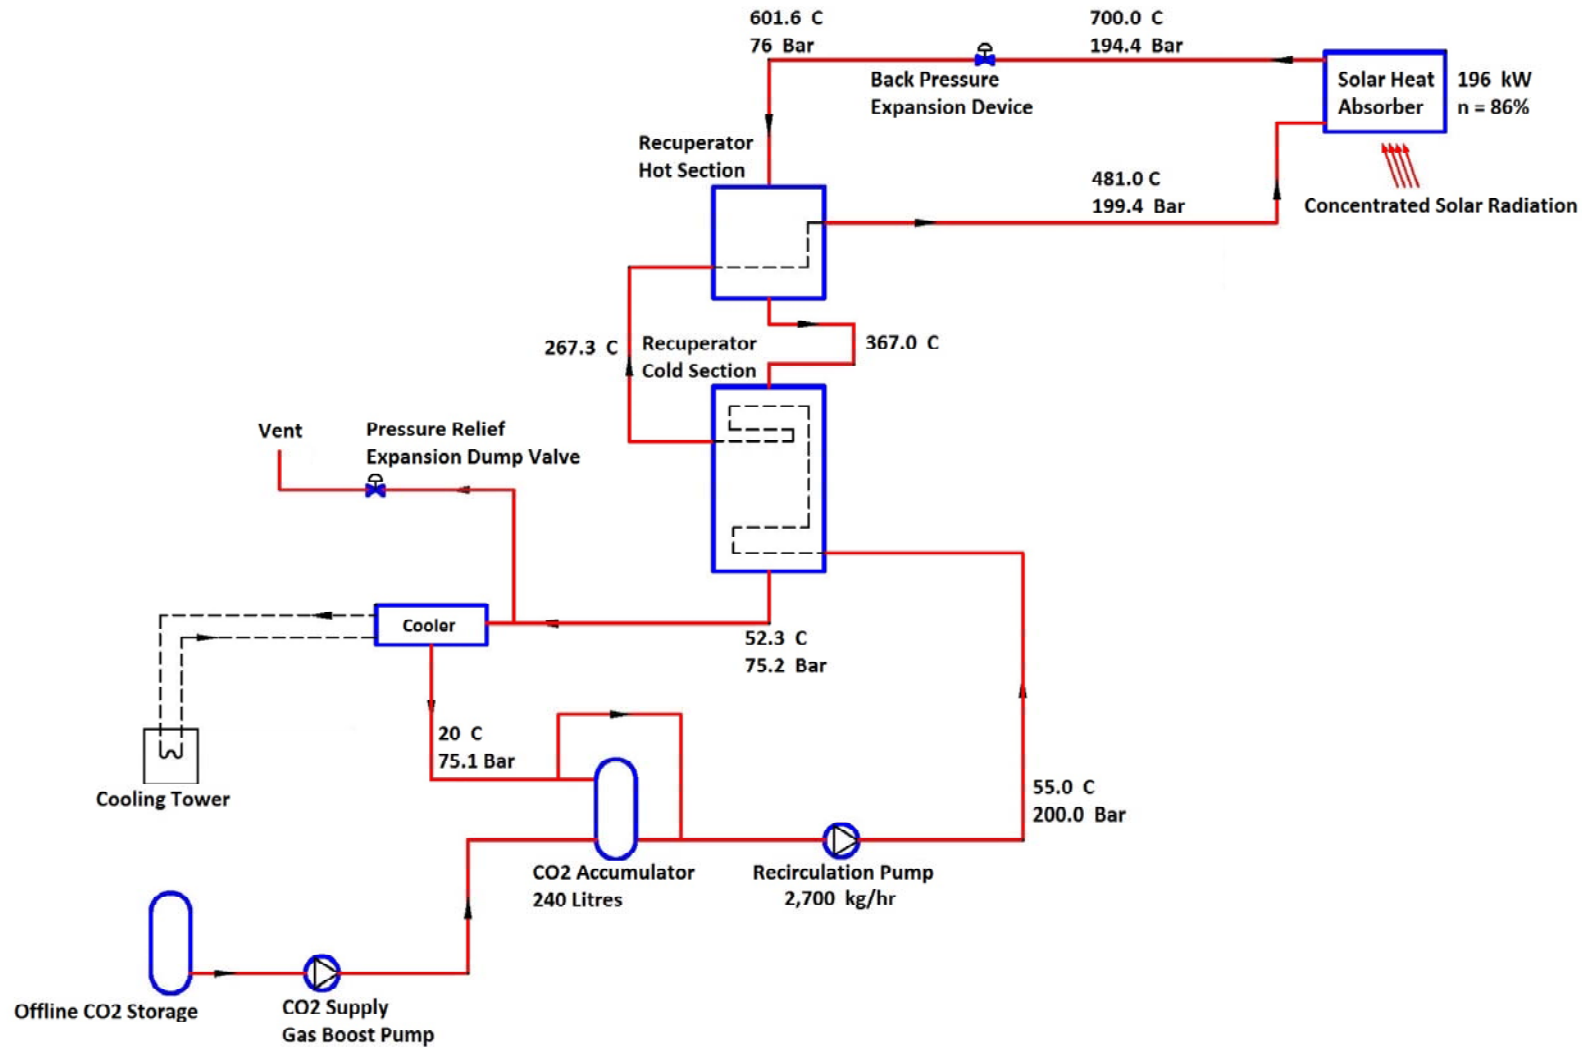 601.6 C
76 Bar
700.0 C
194.4 Bar
Solar Heat
Absorber
196 kW
n = 86%
Back Pressure
Expansion Device
Recuperator
Hot Section
481.0 C
199.4 Bar
Concentrated Solar Radiation
267.3 C
Recuperator
Cold Section
367.0 C
Vent
Pressure Relief
Expansion Dump Valve
Cooler
52.3 C
75.2 Bar
20 C
75.1 Bar
Cooling Tower
55.0 C
200.0 Bar
CO2 Accumulator
240 Litres
Recirculation Pump
2,700 kg/hr
Offline CO2 Storage
CO2 Supply
Gas Boost Pump